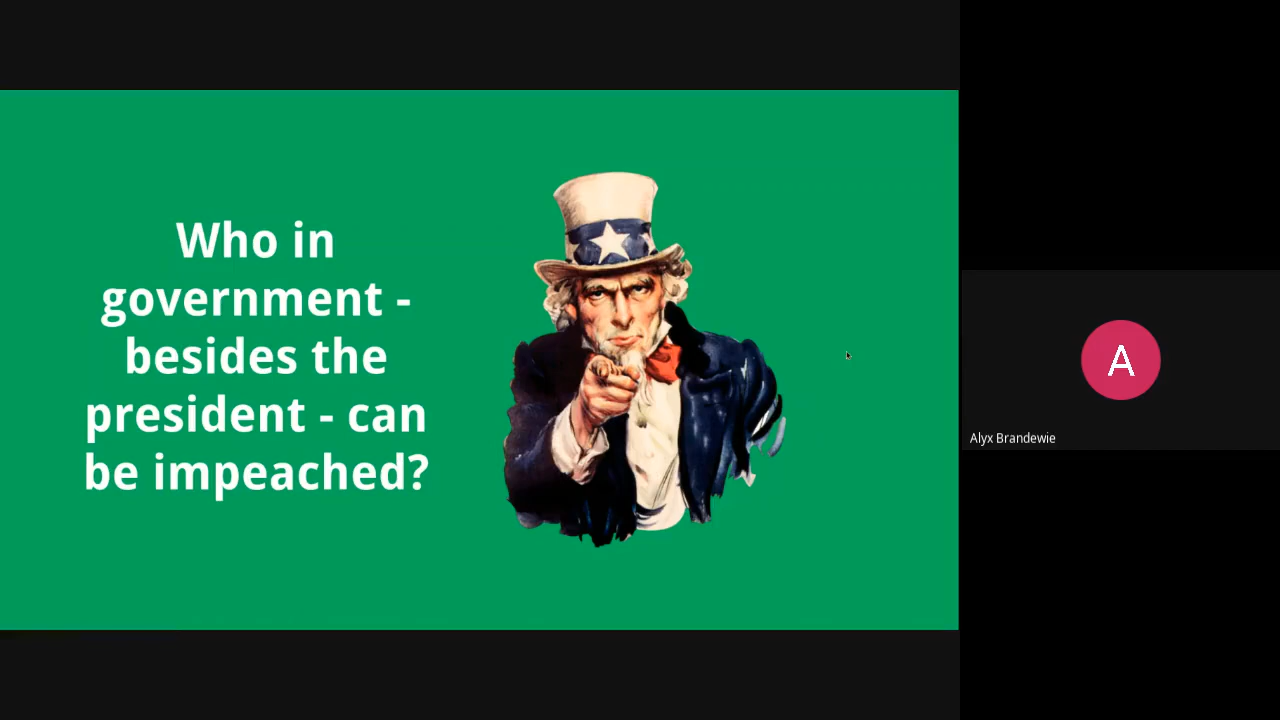 Who in
government -
besides the
president - can
be impeached?
A
Alyx Brandewie